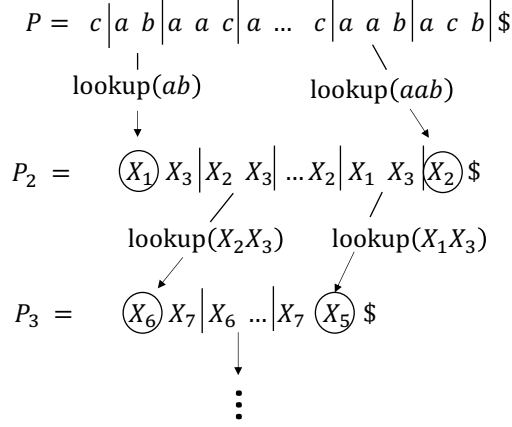 P = c|a b|a a c|a ... c|a a b|a c b|$
lookup(ab) lookup(aab)
P₂ = X₁ X₃|X₂ X₃|...X₂|X₁ X₃|X₂ $
lookup(X₂X₃) lookup(X₁X₃)
P₃ = X₆ X₇|X₆ ...|X₇ X₅ $
⋮